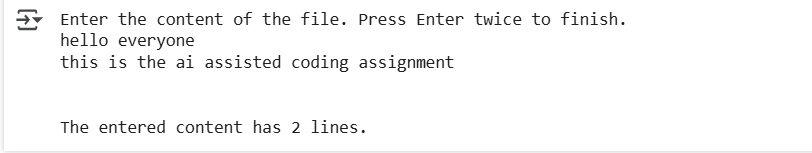 Enter the content of the file. Press Enter twice to finish.
hello everyone
this is the ai assisted coding assignment
The entered content has 2 lines.